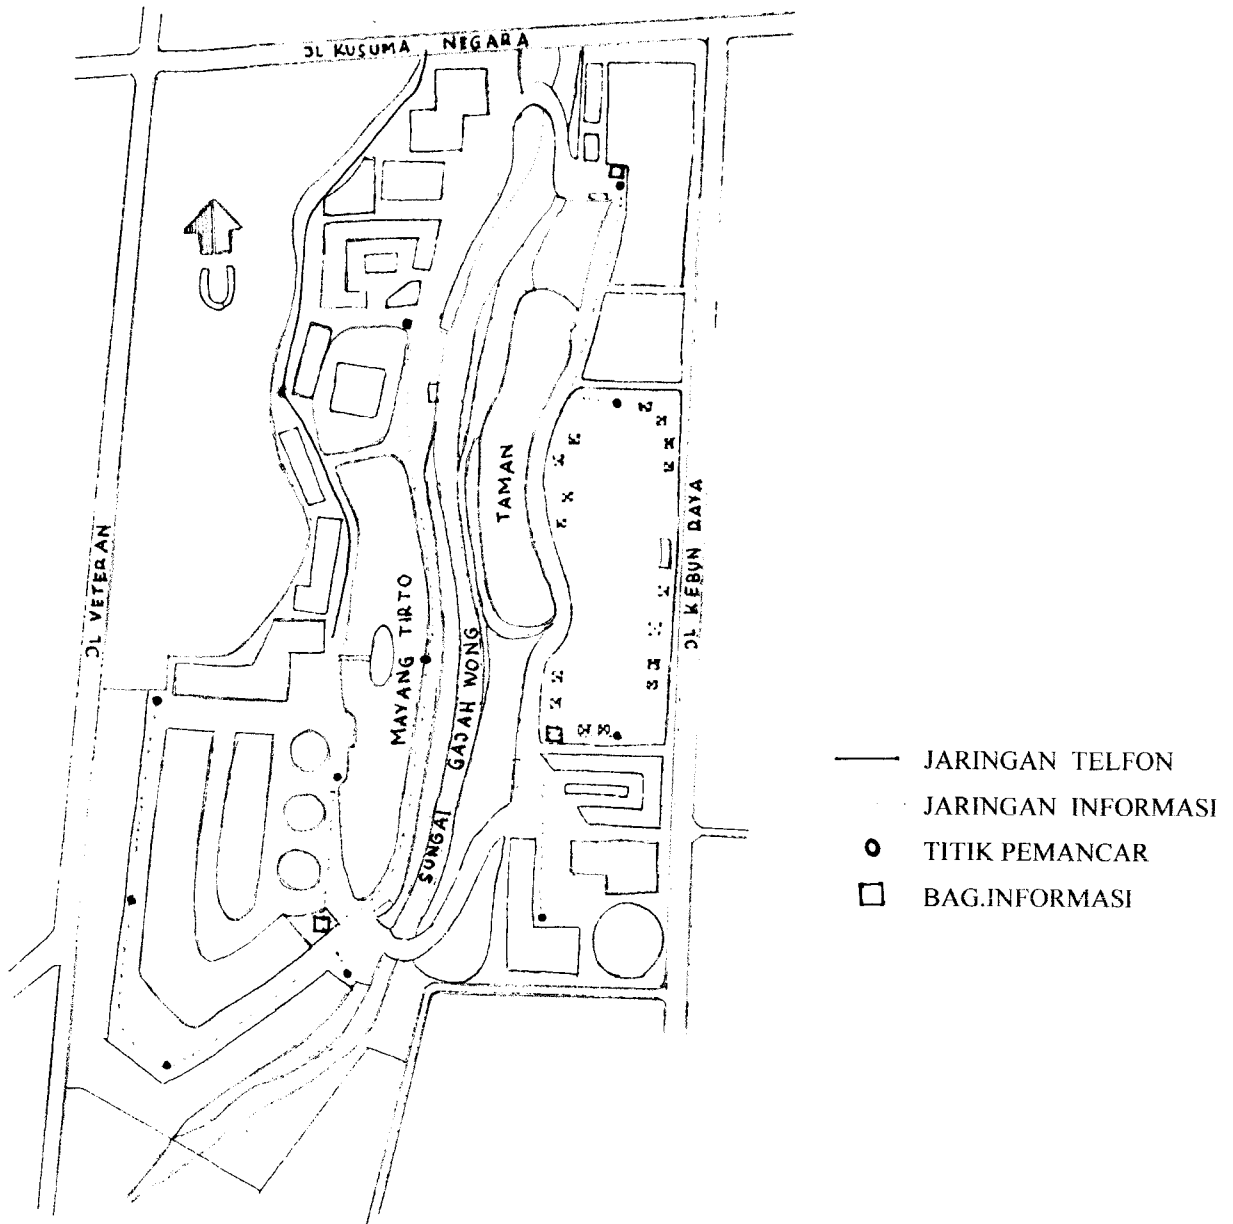 JL KUSUMA NEGARA
U
JL VETERAN
MAYANG TIRTO
SUNGAI GAJAH WONG
TAMAN
JL KEBUN RAYA
JARINGAN TELFON
JARINGAN INFORMASI
TITIK PEMANCAR
BAG.INFORMASI